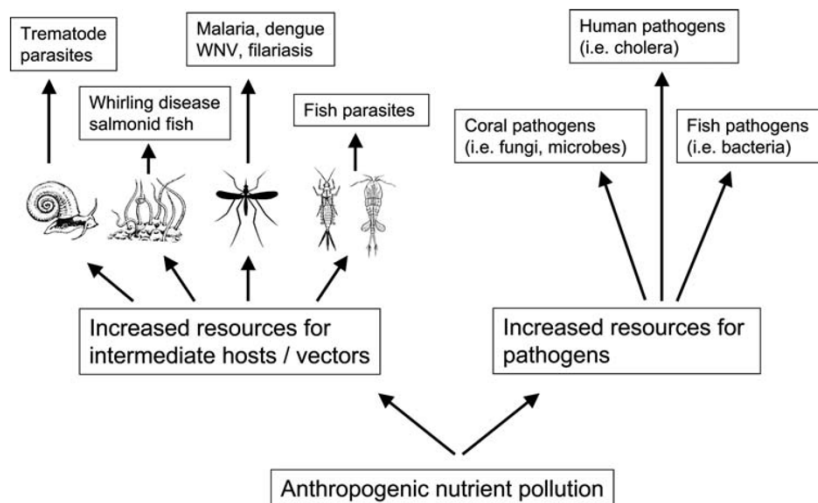 Trematode
parasites
Malaria, dengue
WNV, filariasis
Human pathogens
(i.e. cholera)
Whirling disease
salmonid fish
Fish parasites
Coral pathogens
(i.e. fungi, microbes)
Fish pathogens
(i.e. bacteria)
Increased resources for
intermediate hosts / vectors
Increased resources for
pathogens
Anthropogenic nutrient pollution